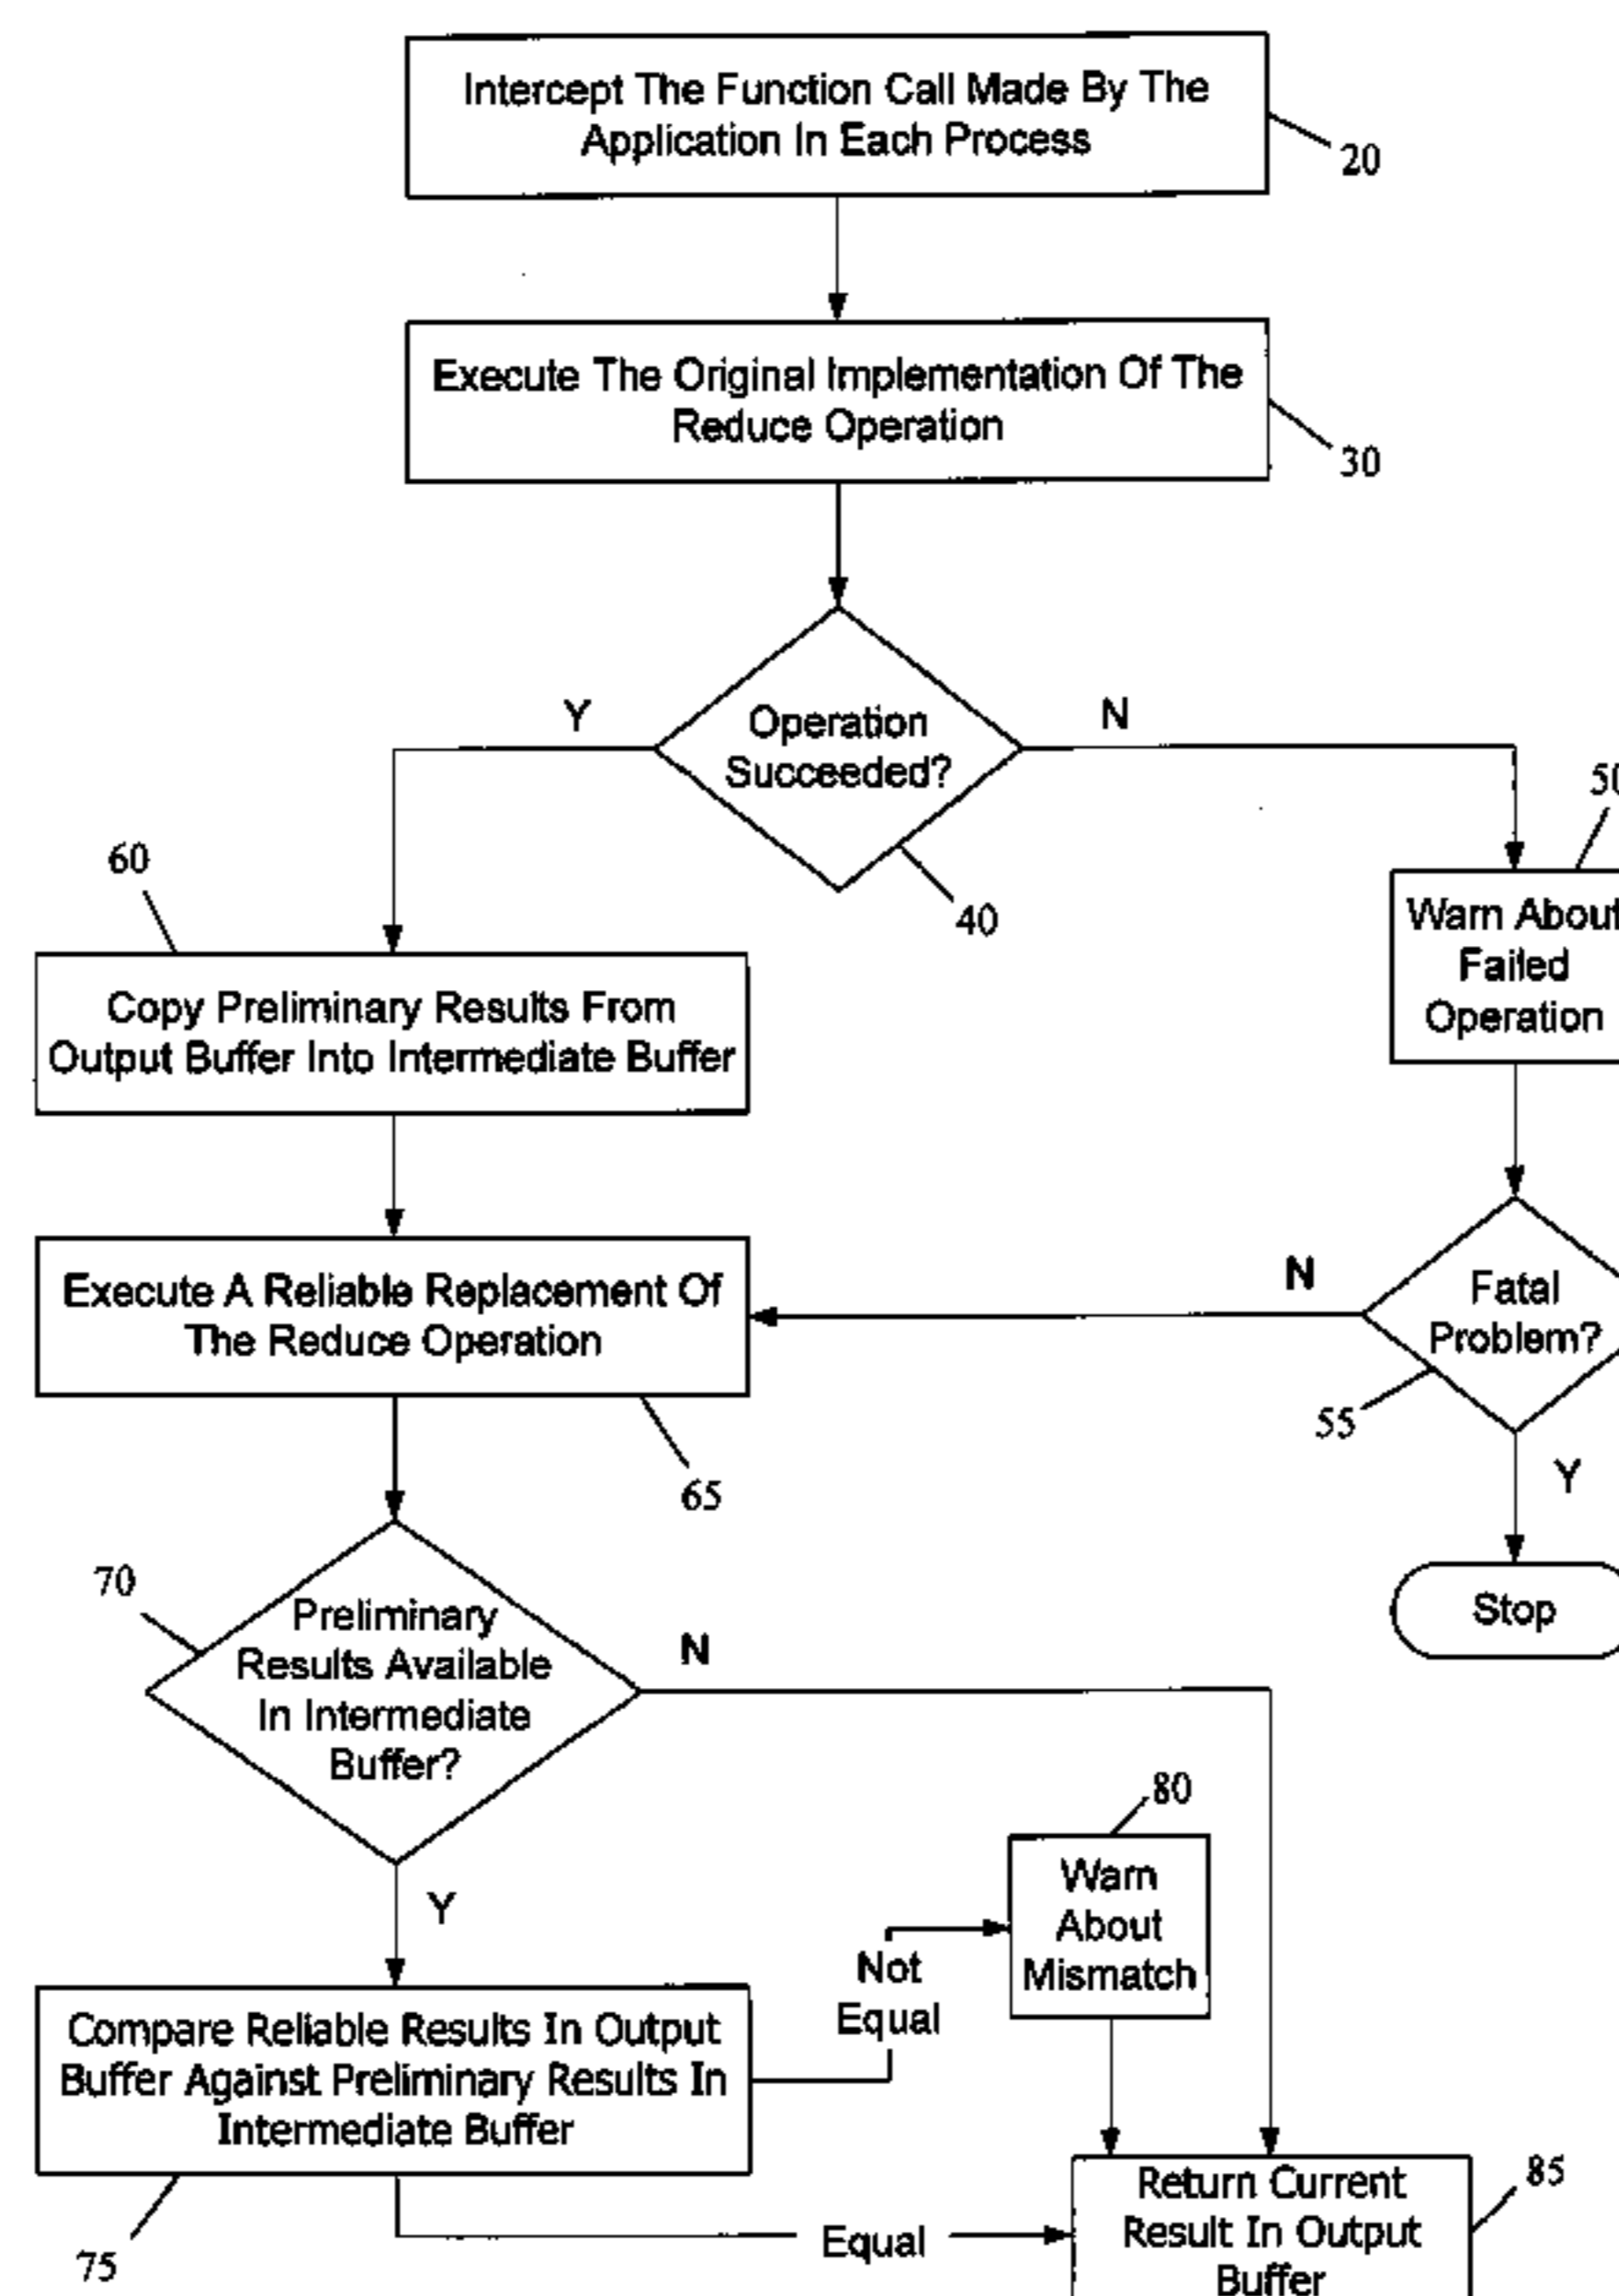 Intercept The Function Call Made By The
Application In Each Process
20
Execute The Original Implementation Of The
Reduce Operation
30
Y
Operation
Succeeded?
N
40
50
60
Warn About
Failed
Operation
Copy Preliminary Results From
Output Buffer Into Intermediate Buffer
Execute A Reliable Replacement Of
The Reduce Operation
65
N
Fatal
Problem?
55
Y
Stop
70
Preliminary
Results Available
In Intermediate
Buffer?
N
Y
80
Warn
About
Mismatch
Not
Equal
Compare Reliable Results In Output
Buffer Against Preliminary Results In
Intermediate Buffer
75
Equal
Return Current
Result In Output
Buffer
85